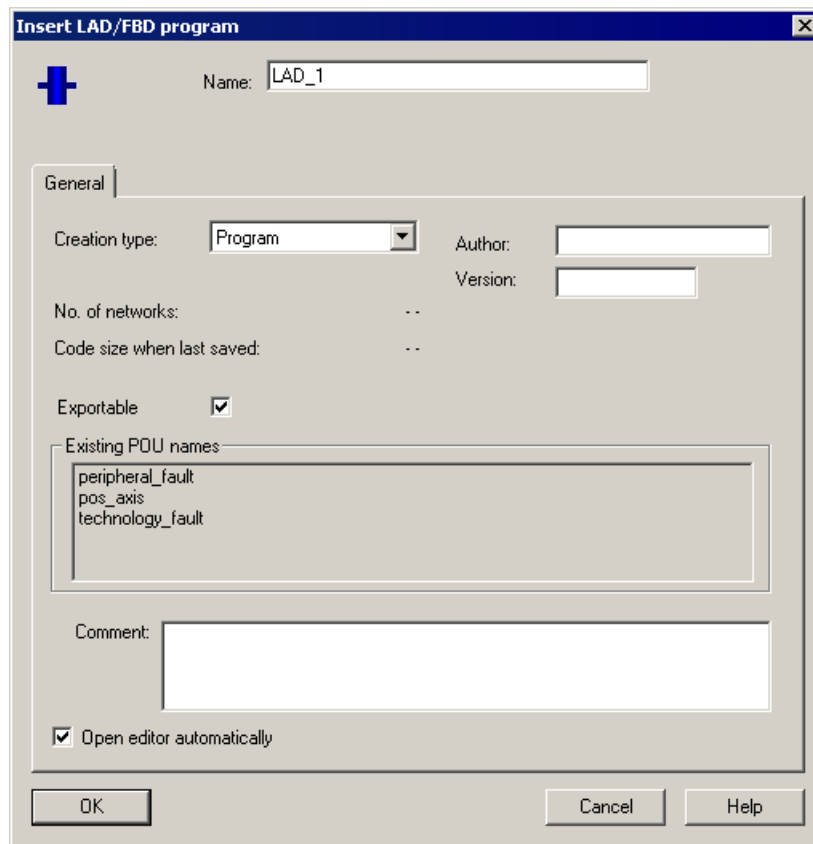 Insert LAD/FBD program
Name: LAD_1
General
Creation type: Program
Author:
Version:
No. of networks: - -
Code size when last saved: - -
Exportable
Existing POU names
peripheral_fault
pos_axis
technology_fault
Comment:
Open editor automatically
OK Cancel Help